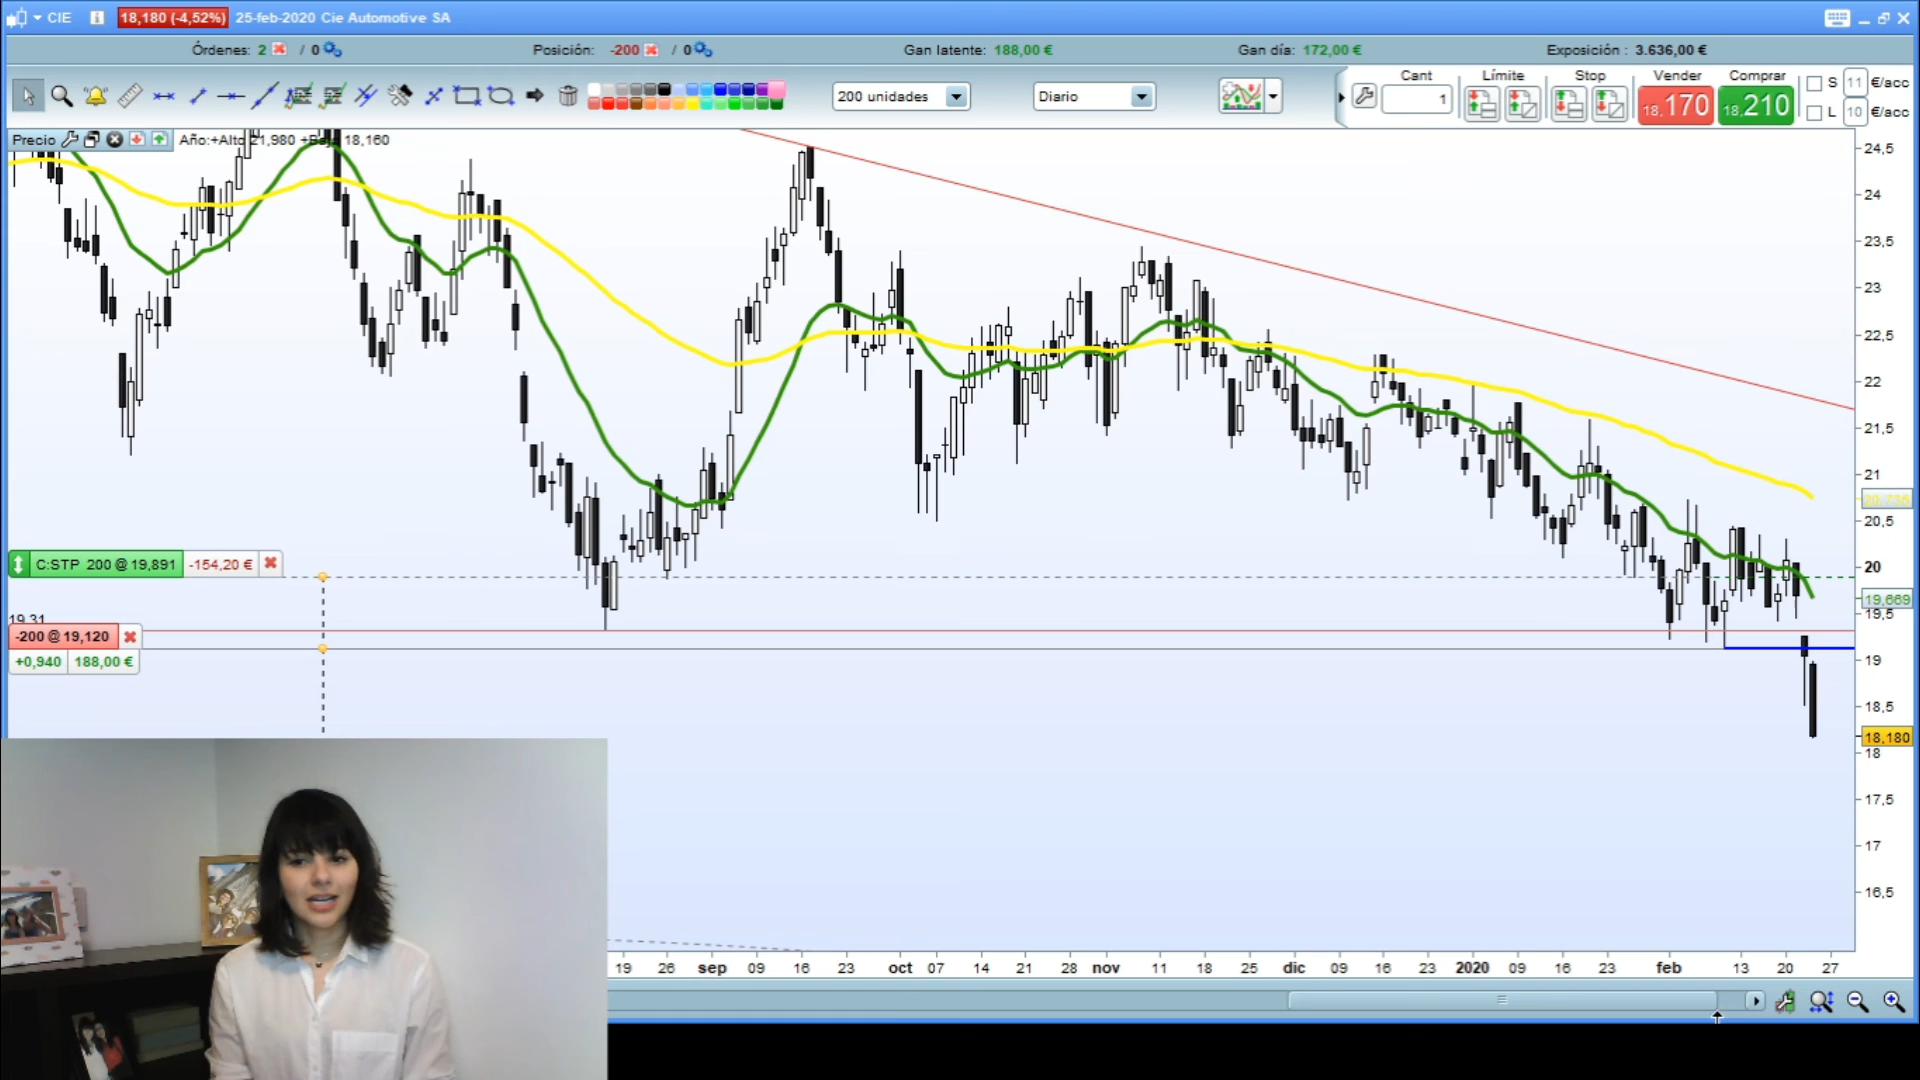 CIE 18,180 (-4,52%) 25-feb-2020 Cie Automotive SA
Órdenes: 2 / 0 Posición: -200 / 0 Gan latente: 188,00 € Gan día: 172,00 € Exposición : 3.636,00 €
Cant Límite Stop Vender Comprar S 11 €/acc
200 unidades Diario 1 18,170 18,210 L 10 €/acc
Precio Año:+Alto 21,980 +Bajo 18,160
24,5
24
23,5
23
22,5
22
21,5
21
20,735
20,5
C:STP 200 @ 19,891 -154,20 €
20
19,669
19,31
19,5
-200 @ 19,120
+0,940 188,00 €
19
18,5
18,180
18
17,5
17
16,5
19 26 sep 09 16 23 oct 07 14 21 28 nov 11 18 25 dic 09 16 23 2020 09 16 23 feb 13 20 27